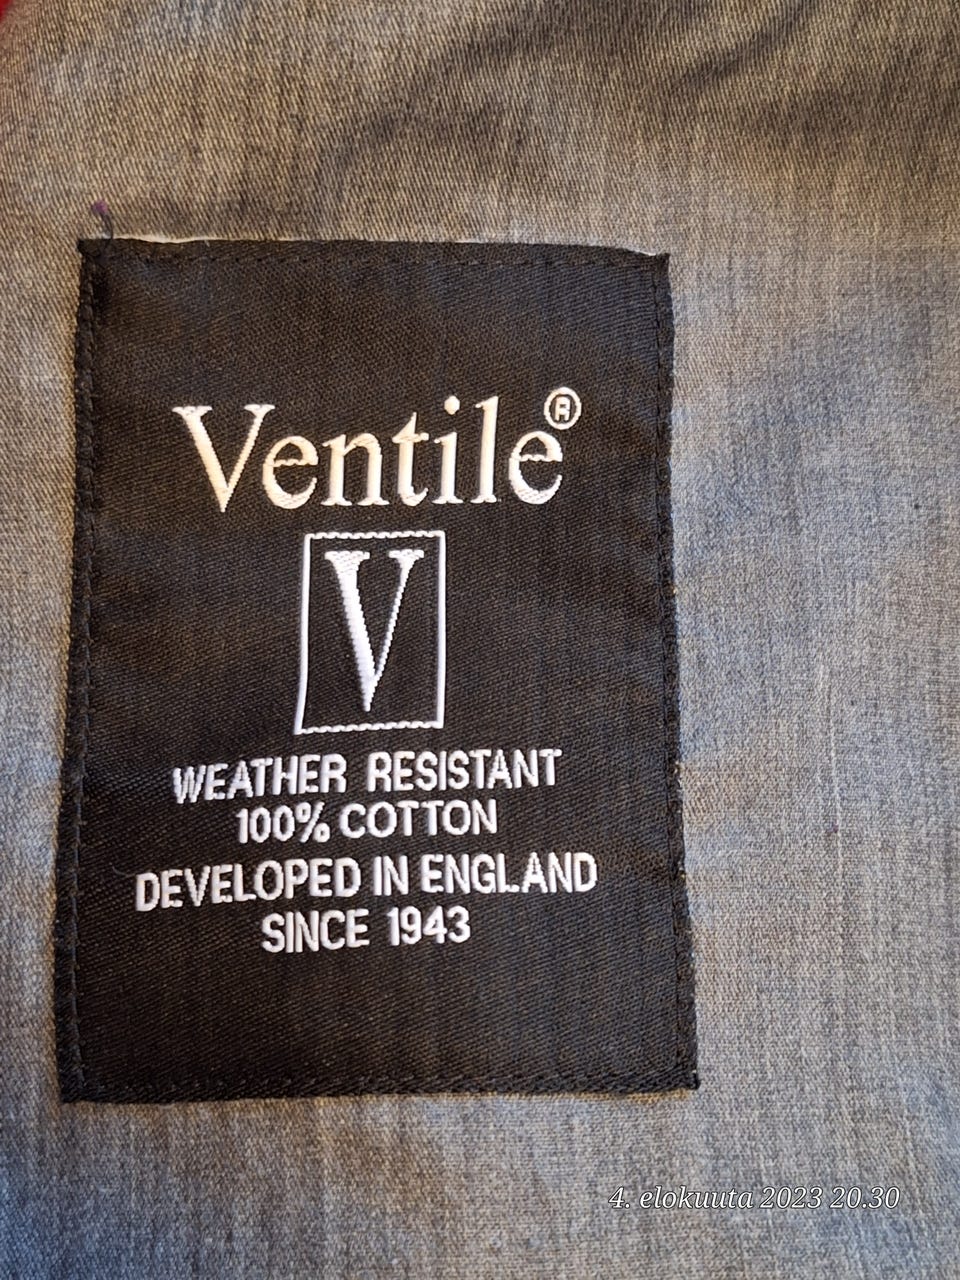 Ventile®
V
WEATHER RESISTANT
100% COTTON
DEVELOPED IN ENGLAND
SINCE 1943
4. elokuuta 2023 20.30